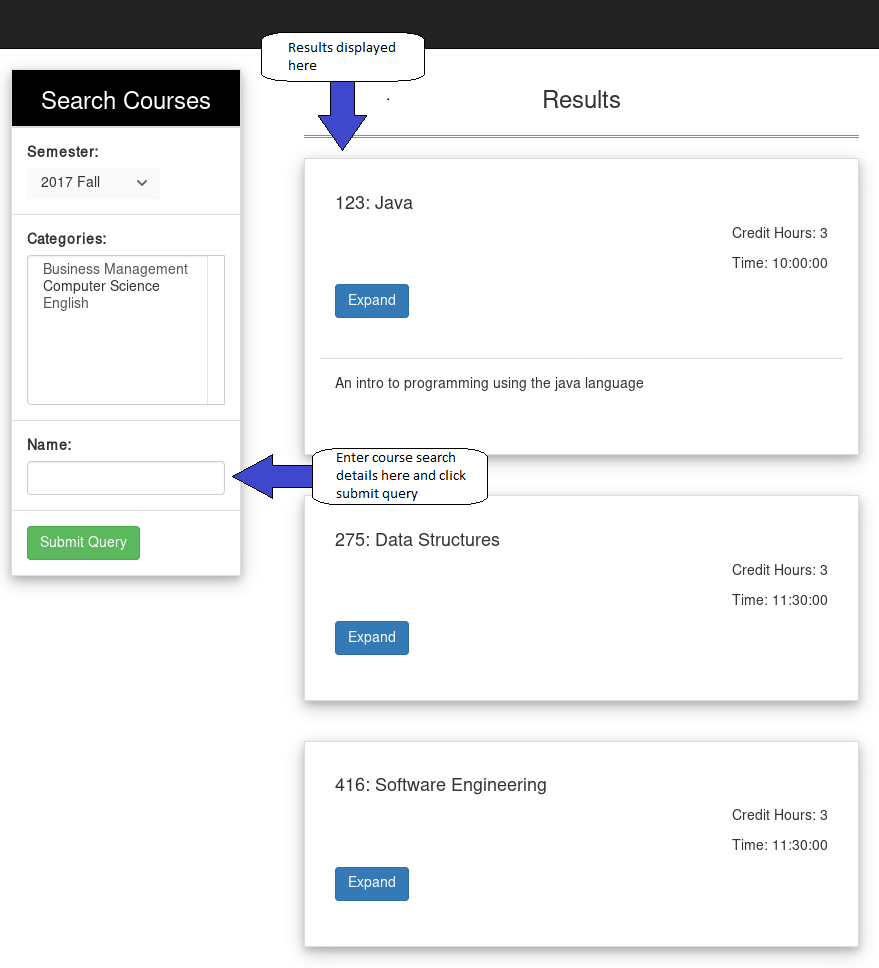 Results displayed
here
Search Courses
Semester:
2017 Fall
Categories:
Business Management
Computer Science
English
Name:
Submit Query
Enter course search
details here and click
submit query
Results
123: Java
Credit Hours: 3
Time: 10:00:00
Expand
An intro to programming using the java language
275: Data Structures
Credit Hours: 3
Time: 11:30:00
Expand
416: Software Engineering
Credit Hours: 3
Time: 11:30:00
Expand